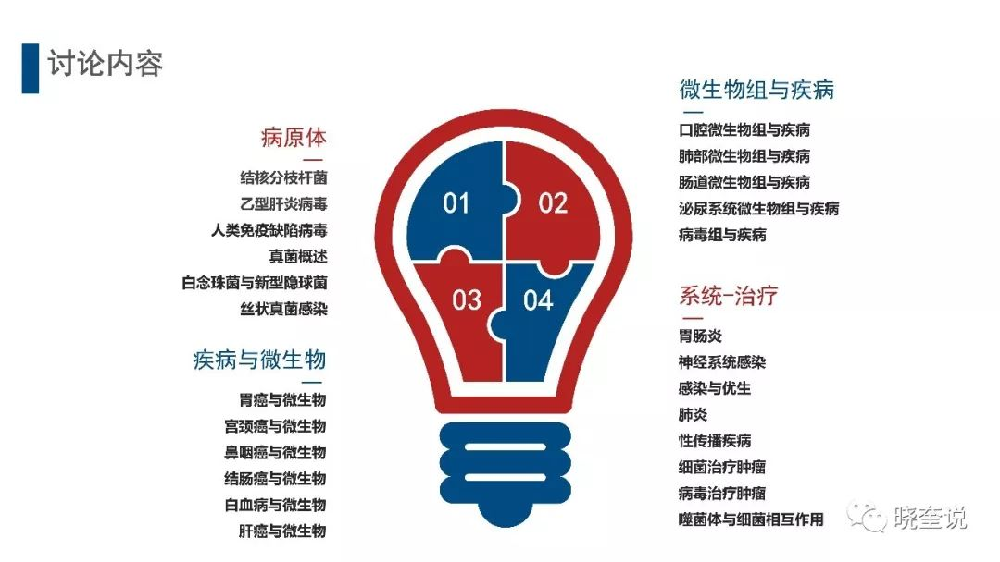 讨论内容
病原体
结核分枝杆菌
乙型肝炎病毒
人类免疫缺陷病毒
真菌概述
白念珠菌与新型隐球菌
丝状真菌感染
疾病与微生物
胃癌与微生物
宫颈癌与微生物
鼻咽癌与微生物
结肠癌与微生物
白血病与微生物
肝癌与微生物
01
02
03
04
微生物组与疾病
口腔微生物组与疾病
肺部微生物组与疾病
肠道微生物组与疾病
泌尿系统微生物组与疾病
病毒组与疾病
系统-治疗
胃肠炎
神经系统感染
感染与优生
肺炎
性传播疾病
细菌治疗肿瘤
病毒治疗肿瘤
噬菌体与细菌相互作用
晓奎说